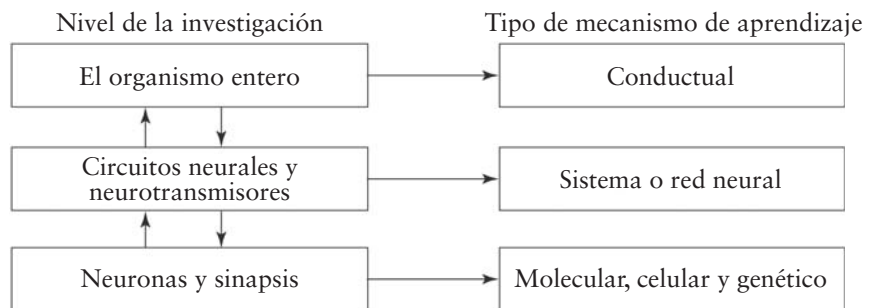 Nivel de la investigación
Tipo de mecanismo de aprendizaje
El organismo entero
Conductual
Circuitos neurales y
neurotransmisores
Sistema o red neural
Neuronas y sinapsis
Molecular, celular y genético